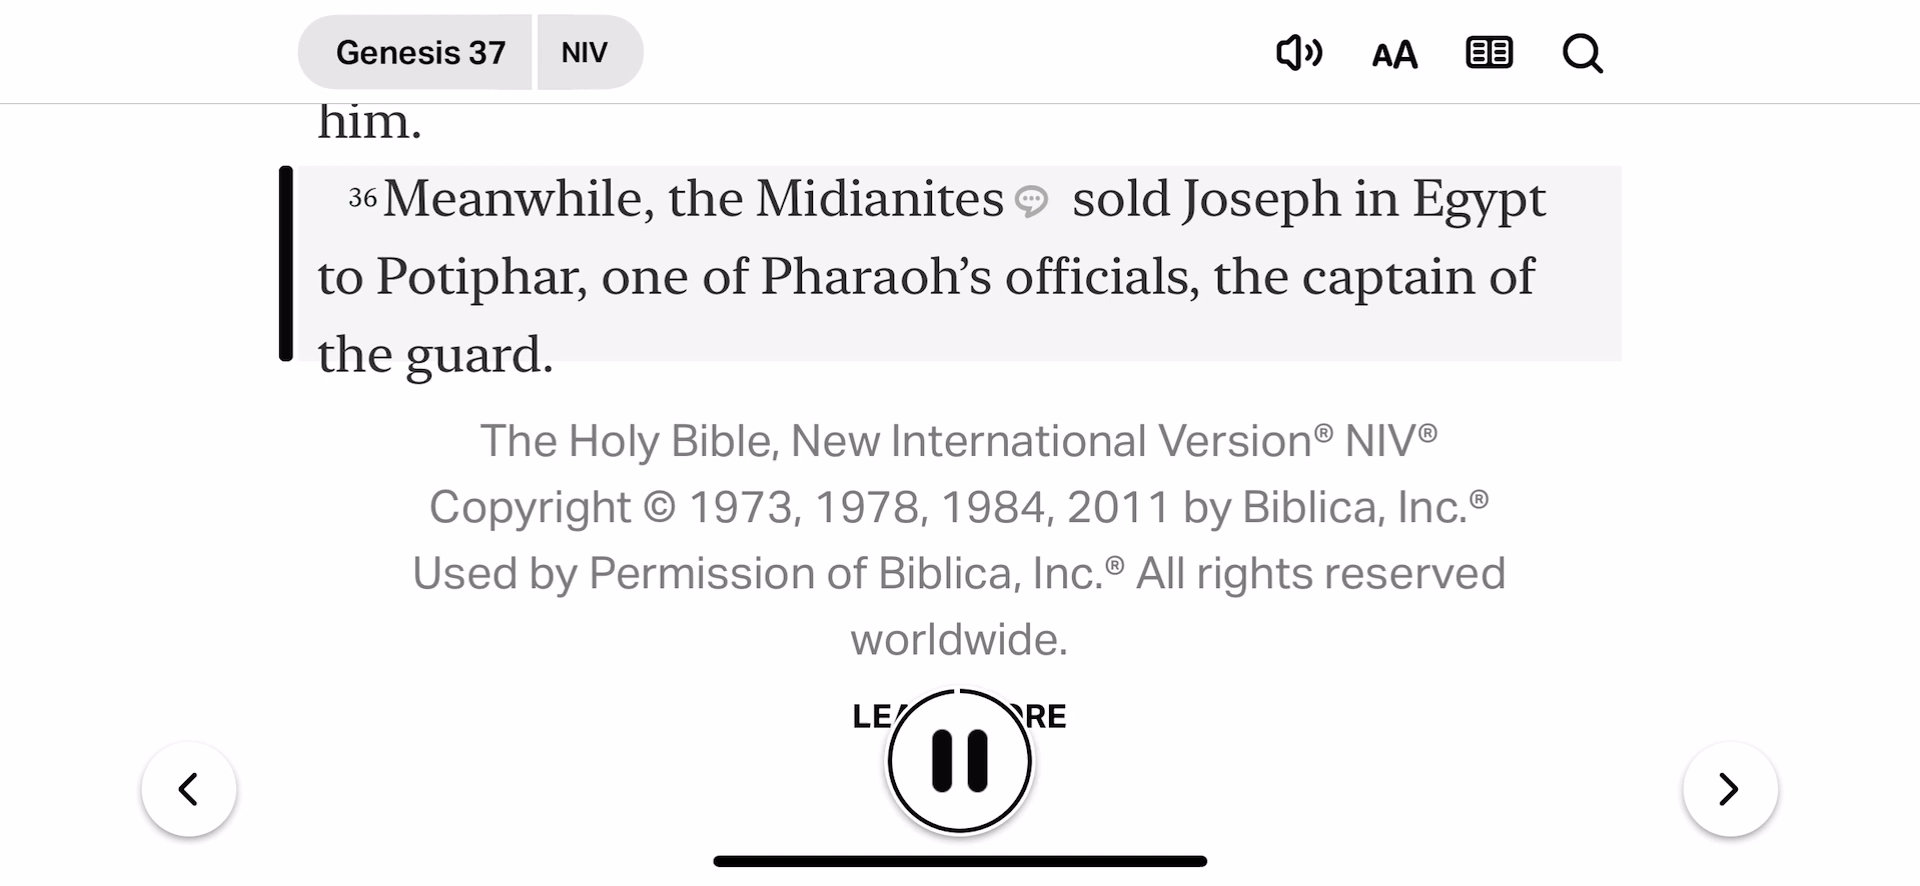 Genesis 37 NIV AA
him.
36 Meanwhile, the Midianites sold Joseph in Egypt
to Potiphar, one of Pharaoh’s officials, the captain of
the guard.
The Holy Bible, New International Version® NIV®
Copyright © 1973, 1978, 1984, 2011 by Biblica, Inc.®
Used by Permission of Biblica, Inc.® All rights reserved
worldwide.